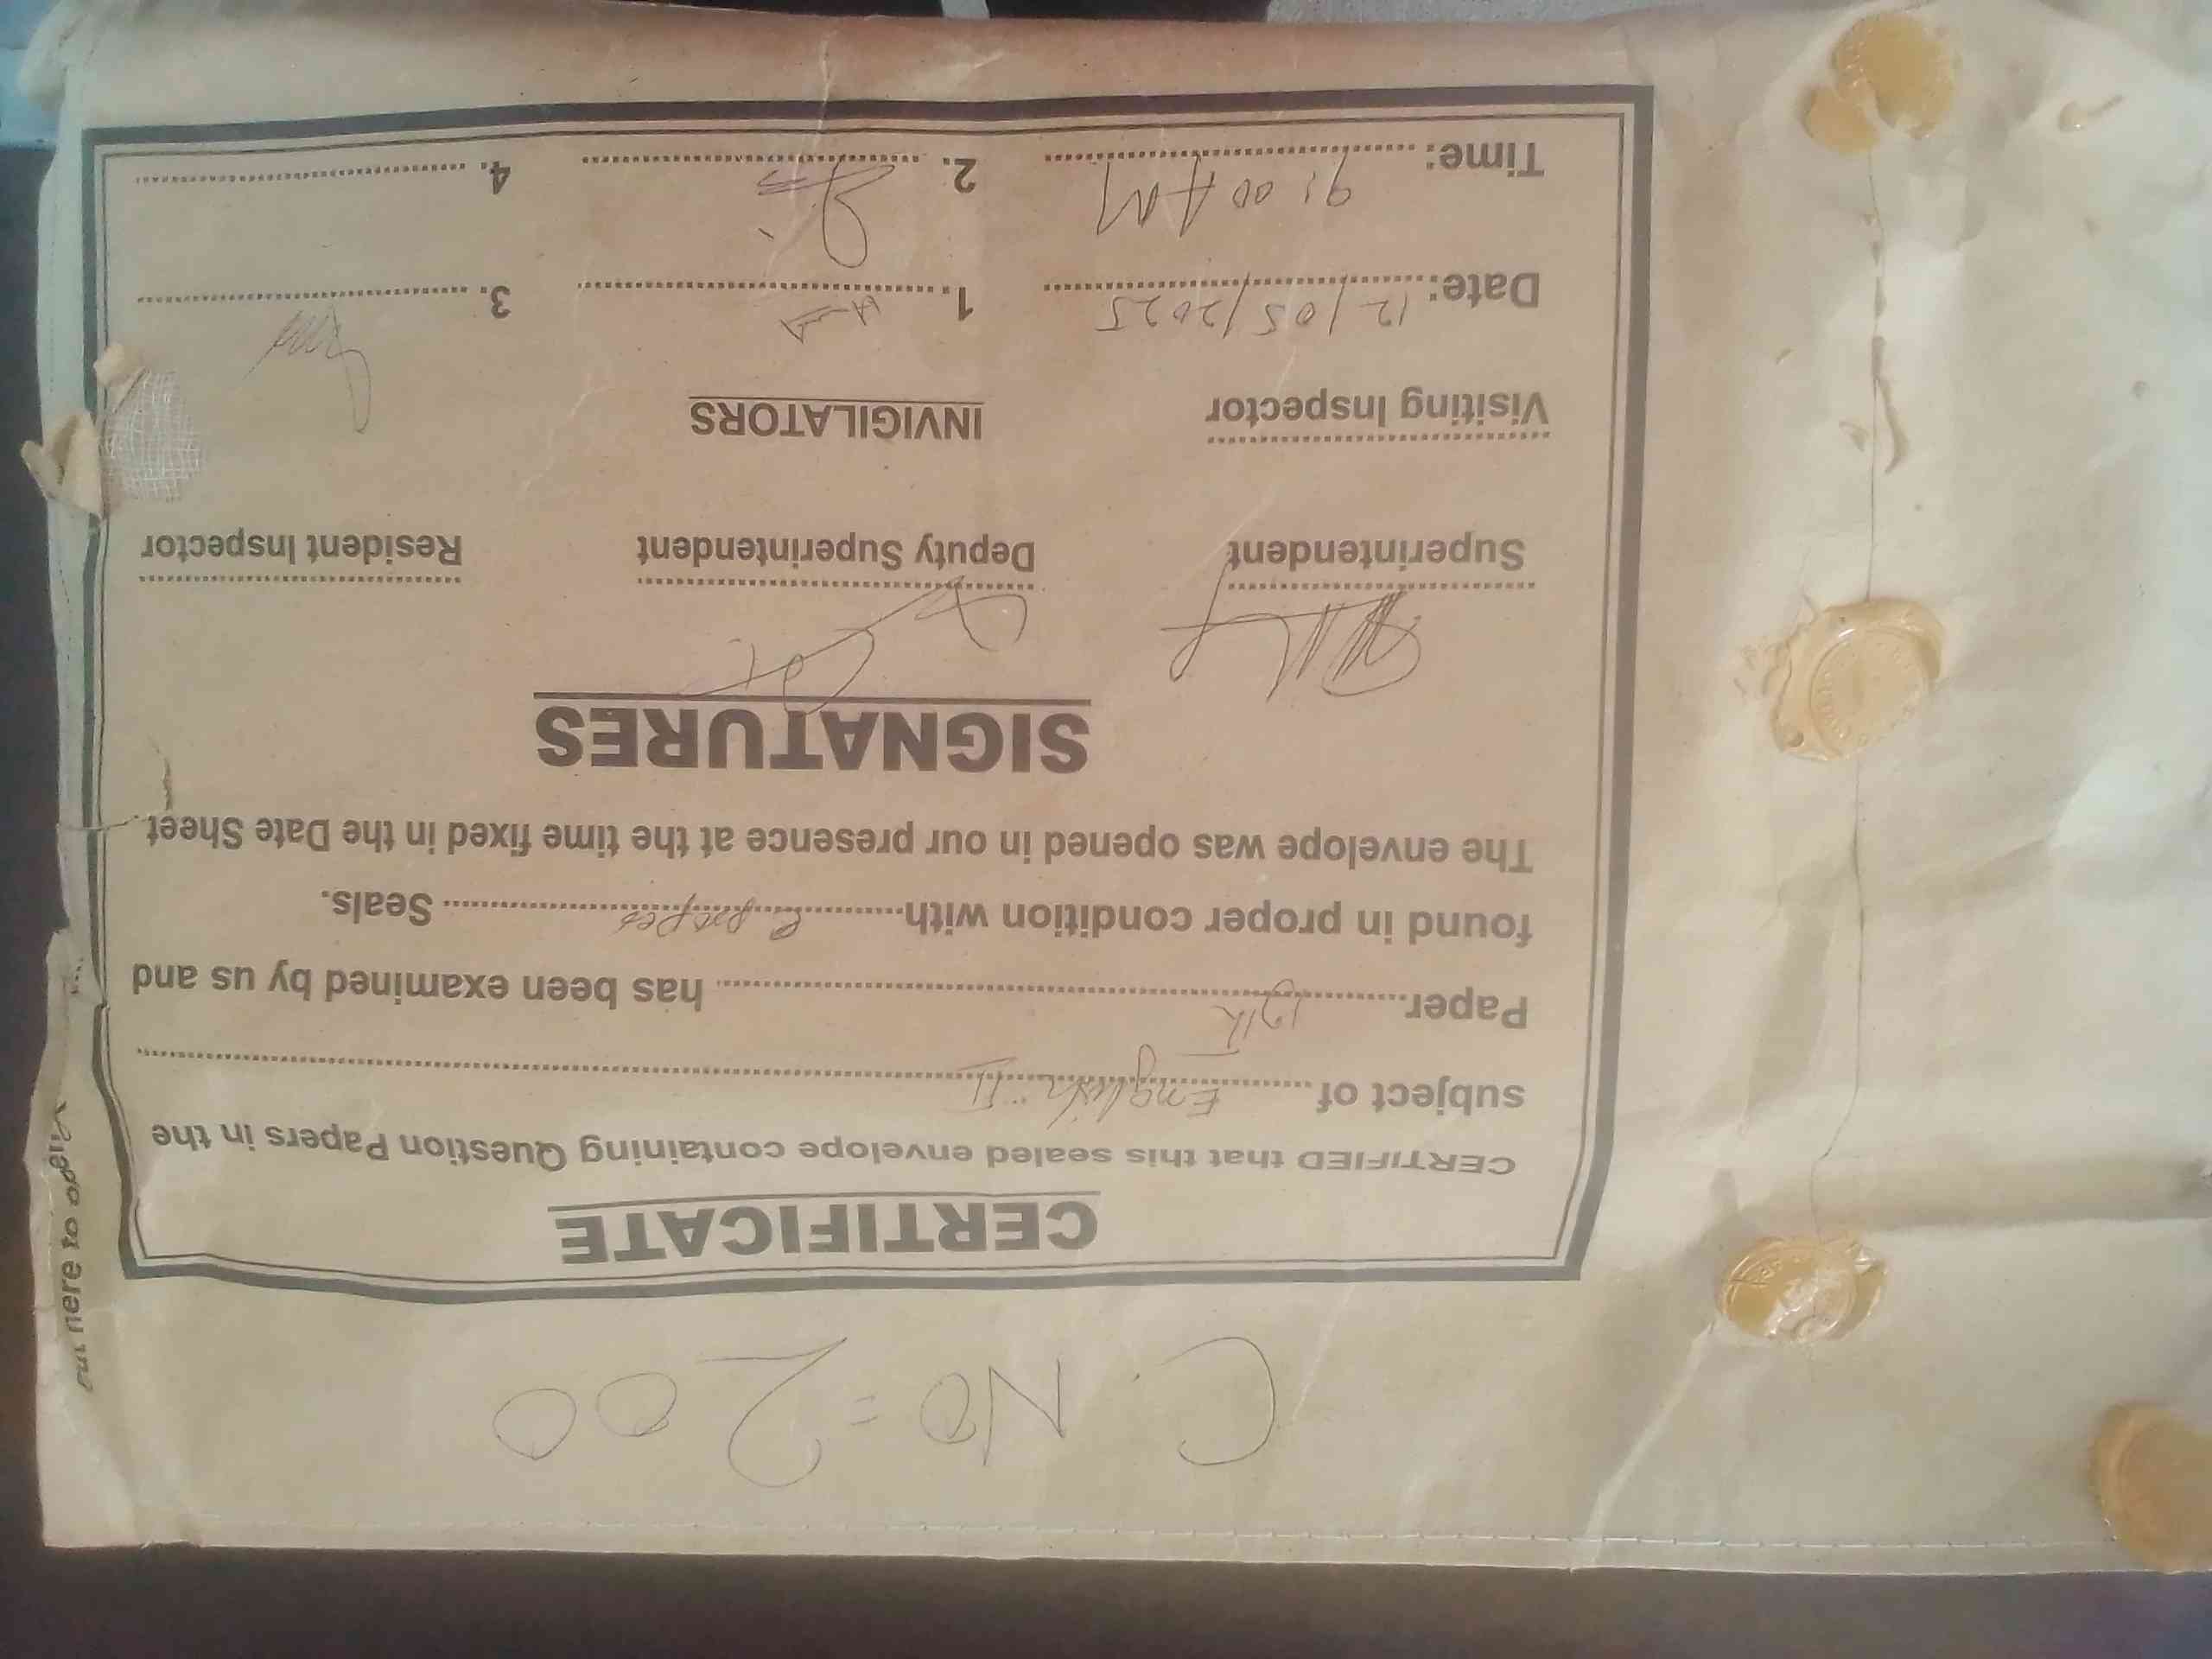 C. NO = 200
CERTIFICATE
CERTIFIED that this sealed envelope containing Question Papers in the
subject of English "II"
Paper 12th has been examined by us and
found in proper condition with Seals.
The envelope was opened in our presence at the time fixed in the Date Sheet
SIGNATURES
Superintendent Deputy Superintendent Resident Inspector
Visiting Inspector INVIGILATORS
Date: 12/05/2025 1. 3.
Time: 9:00 AM 2. 4.
here to open